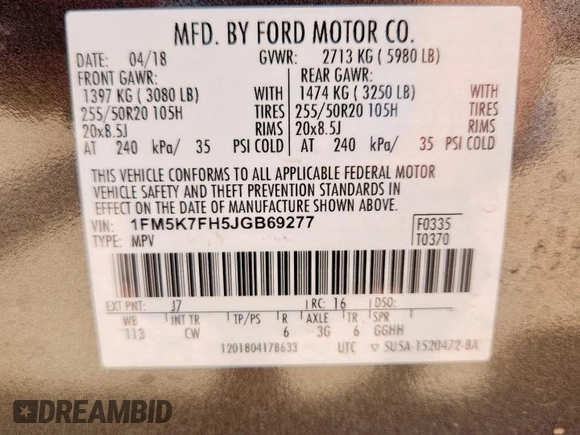 MFD. BY FORD MOTOR CO.
DATE: 04/18 GVWR: 2713 KG ( 5980 LB)
FRONT GAWR: REAR GAWR:
1397 KG ( 3080 LB) WITH 1474 KG ( 3250 LB) WITH
255/50R20 105H TIRES 255/50R20 105H TIRES
20x8.5J RIMS 20x8.5J RIMS
AT 240 kPa/ 35 PSI COLD AT 240 kPa/ 35 PSI COLD
THIS VEHICLE CONFORMS TO ALL APPLICABLE FEDERAL MOTOR
VEHICLE SAFETY AND THEFT PREVENTION STANDARDS IN
EFFECT ON THE DATE OF MANUFACTURE SHOWN ABOVE.
VIN: 1FM5K7FH5JGB69277 F0335
TYPE: MPV T0370
EXT PNT: J7 RC: 16 DSO:
WB INT TR TP/PS R AXLE TR SPR
113 CW 6 3G 6 GGHH
1201804178633 UTC ▽ 5U5A-1520472-BA
DREAMBID